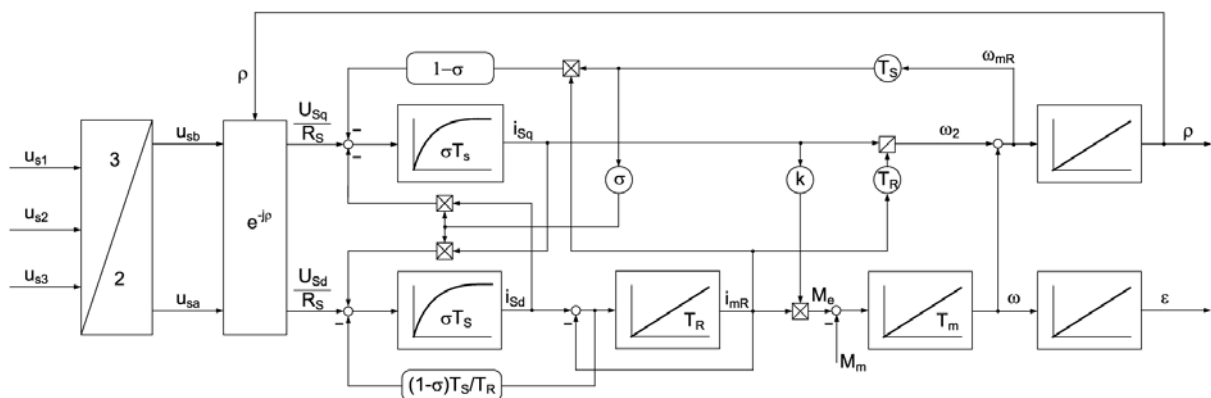 ρ
1−σ
T_S
ω_mR
u_s1
u_s2
u_s3
3
2
u_sb
u_sa
e^-jρ
U_Sq
R_S
−
−
σT_s
i_Sq
σ
k
ω_2
T_R
ρ
U_Sd
R_S
−
σT_S
i_Sd
−
T_R
i_mR
M_e
−
M_m
T_m
ω
ε
(1-σ)T_S/T_R